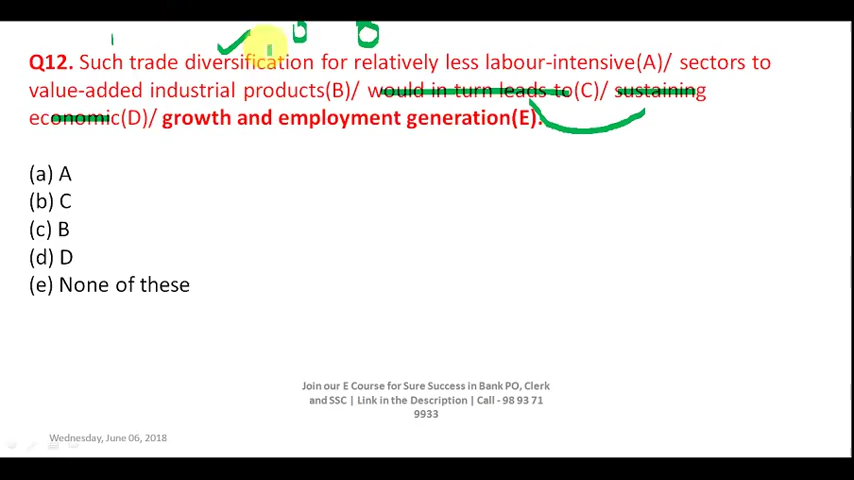 Q12. Such trade diversification for relatively less labour-intensive(A)/ sectors to
value-added industrial products(B)/ would in turn leads to(C)/ sustaining
economic(D)/ growth and employment generation(E).
(a) A
(b) C
(c) B
(d) D
(e) None of these
Join our E Course for Sure Success in Bank PO, Clerk
and SSC | Link in the Description | Call - 98 93 71
9933
Wednesday, June 06, 2018